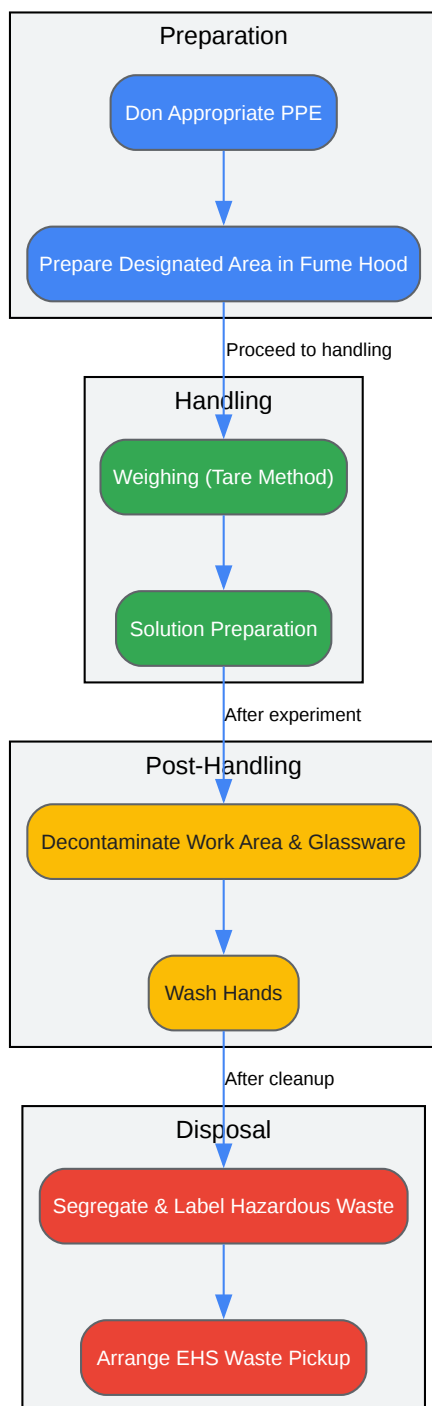 Preparation
Don Appropriate PPE
Prepare Designated Area in Fume Hood
Proceed to handling
Handling
Weighing (Tare Method)
Solution Preparation
After experiment
Post-Handling
Decontaminate Work Area & Glassware
Wash Hands
After cleanup
Disposal
Segregate & Label Hazardous Waste
Arrange EHS Waste Pickup